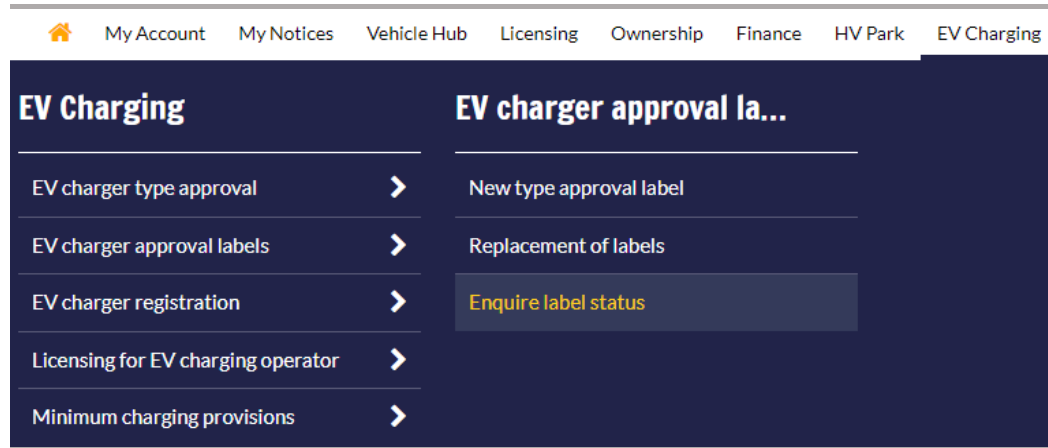 My Account My Notices Vehicle Hub Licensing Ownership Finance HV Park EV Charging
EV Charging
EV charger type approval
EV charger approval labels
EV charger registration
Licensing for EV charging operator
Minimum charging provisions
EV charger approval la...
New type approval label
Replacement of labels
Enquire label status